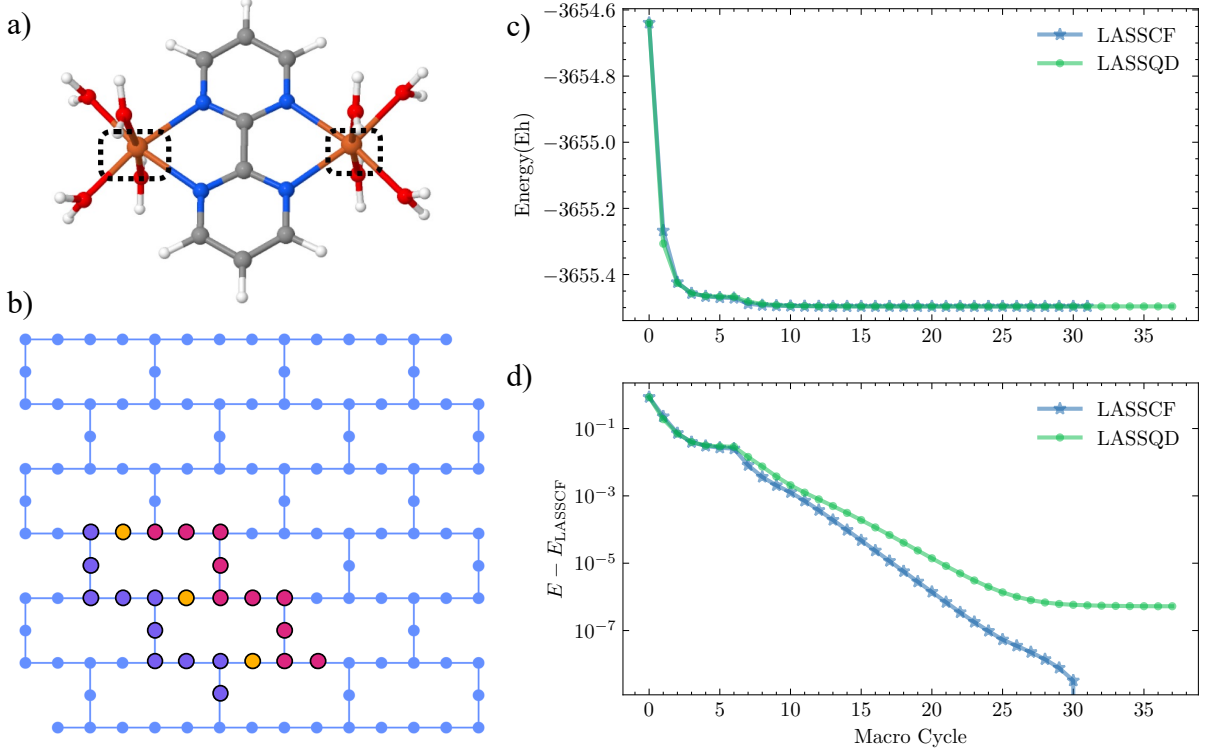 a)
b)
c)
−3654.6
−3654.8
−3655.0
−3655.2
−3655.4
Energy(Eh)
LASSCF
LASSQD
0
5
10
15
20
25
30
35
d)
10⁻¹
10⁻³
10⁻⁵
10⁻⁷
E − E_LASSCF
LASSCF
LASSQD
0
5
10
15
20
25
30
35
Macro Cycle